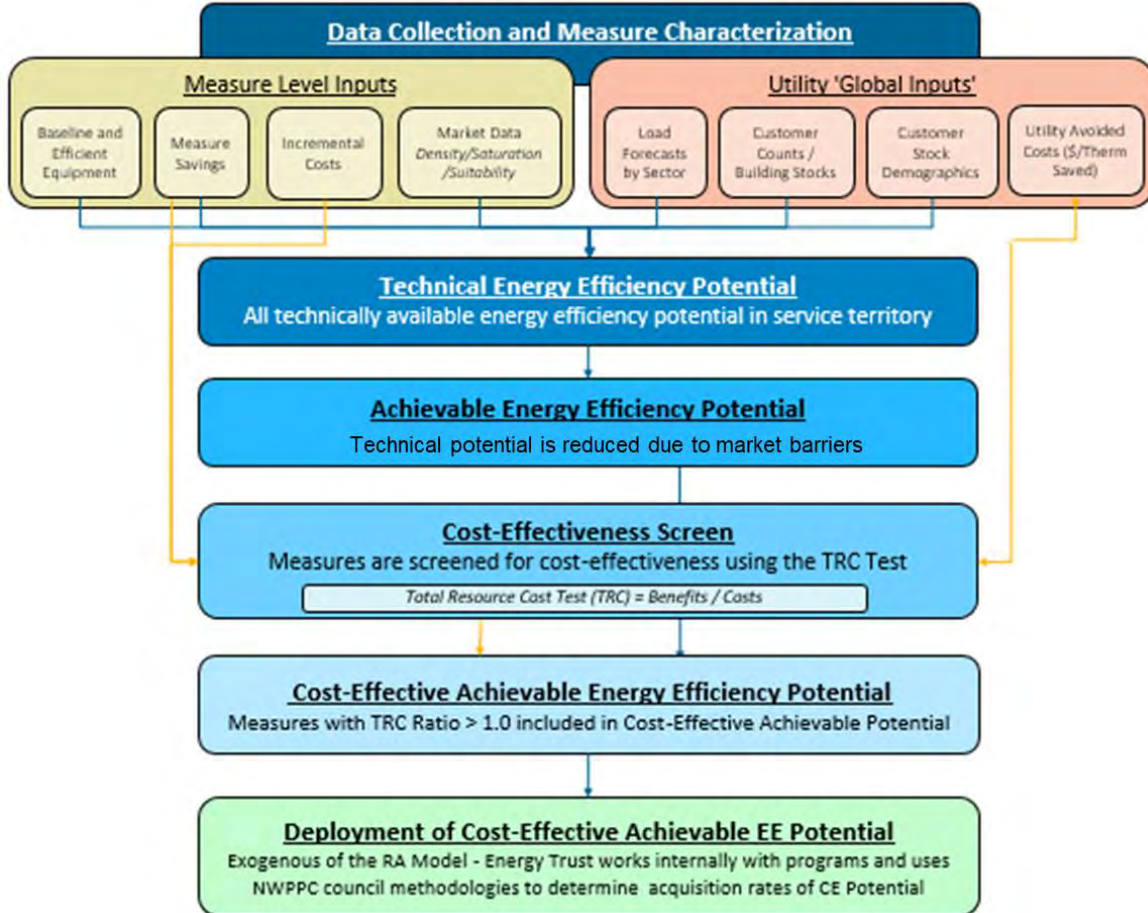 Data Collection and Measure Characterization
Measure Level Inputs
Baseline and
Efficient
Equipment
Measure
Savings
Incremental
Costs
Market Data
Density/Saturation
/Suitability
Utility 'Global Inputs'
Load
Forecasts
by Sector
Customer
Counts /
Building Stocks
Customer
Stock
Demographics
Utility Avoided
Costs ($/Therm
Saved)
Technical Energy Efficiency Potential
All technically available energy efficiency potential in service territory
Achievable Energy Efficiency Potential
Technical potential is reduced due to market barriers
Cost-Effectiveness Screen
Measures are screened for cost-effectiveness using the TRC Test
Total Resource Cost Test (TRC) = Benefits / Costs
Cost-Effective Achievable Energy Efficiency Potential
Measures with TRC Ratio > 1.0 included in Cost-Effective Achievable Potential
Deployment of Cost-Effective Achievable EE Potential
Exogenous of the RA Model - Energy Trust works internally with programs and uses
NWPPC council methodologies to determine acquisition rates of CE Potential